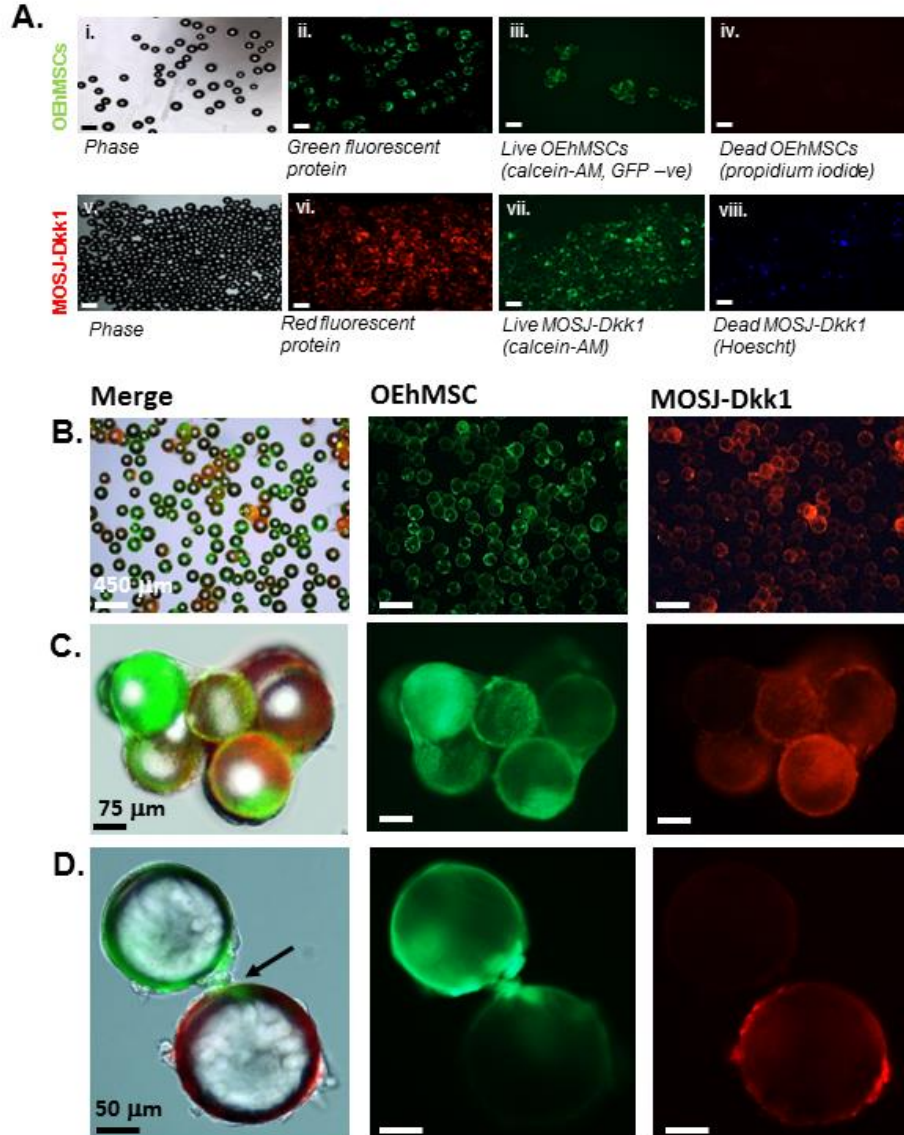 A.
OEhMSCs
i.
ii.
iii.
iv.
Phase
Green fluorescent
protein
Live OEhMSCs
(calcein-AM, GFP –ve)
Dead OEhMSCs
(propidium iodide)
MOSJ-Dkk1
v.
vi.
vii.
viii.
Phase
Red fluorescent
protein
Live MOSJ-Dkk1
(calcein-AM)
Dead MOSJ-Dkk1
(Hoescht)
Merge
OEhMSC
MOSJ-Dkk1
B.
450 μm
C.
75 μm
D.
50 μm